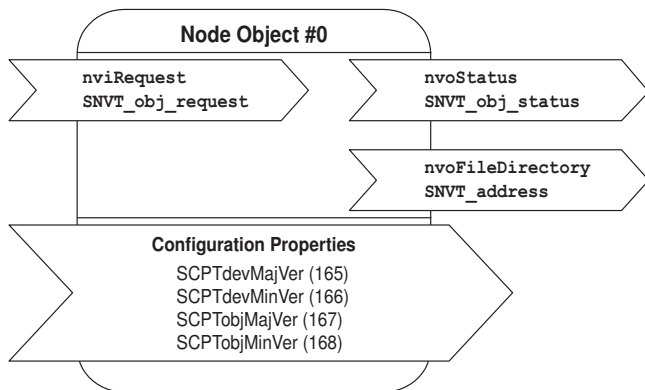 Node Object #0
nviRequest
SNVT_obj_request
nvoStatus
SNVT_obj_status
nvoFileDirectory
SNVT_address
Configuration Properties
SCPTdevMajVer (165)
SCPTdevMinVer (166)
SCPTobjMajVer (167)
SCPTobjMinVer (168)